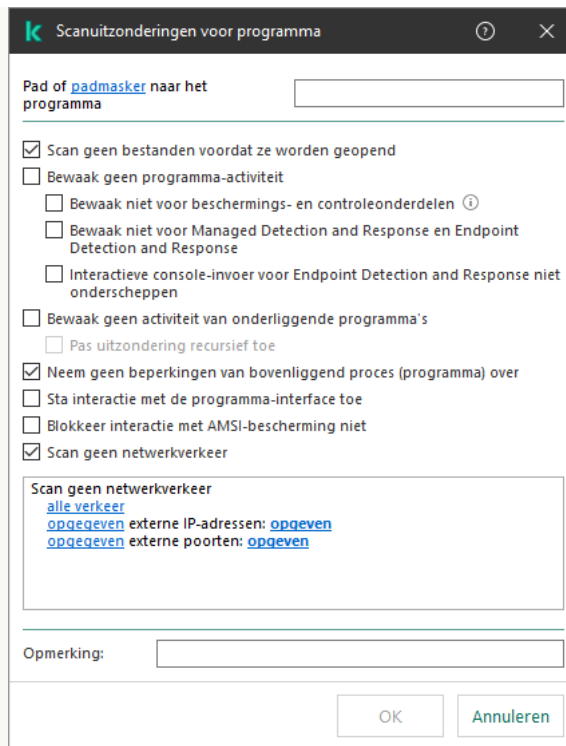 Scanuitzonderingen voor programma
Pad of padmasker naar het
programma
Scan geen bestanden voordat ze worden geopend
Bewaak geen programma-activiteit
Bewaak niet voor beschermings- en controleonderdelen
Bewaak niet voor Managed Detection and Response en Endpoint
Detection and Response
Interactieve console-invoer voor Endpoint Detection and Response niet
onderscheppen
Bewaak geen activiteit van onderliggende programma's
Pas uitzondering recursief toe
Neem geen beperkingen van bovenliggend proces (programma) over
Sta interactie met de programma-interface toe
Blokkeer interactie met AMSI-bescherming niet
Scan geen netwerkverkeer
Scan geen netwerkverkeer
alle verkeer
opgegeven externe IP-adressen: opgeven
opgegeven externe poorten: opgeven
Opmerking:
OK
Annuleren